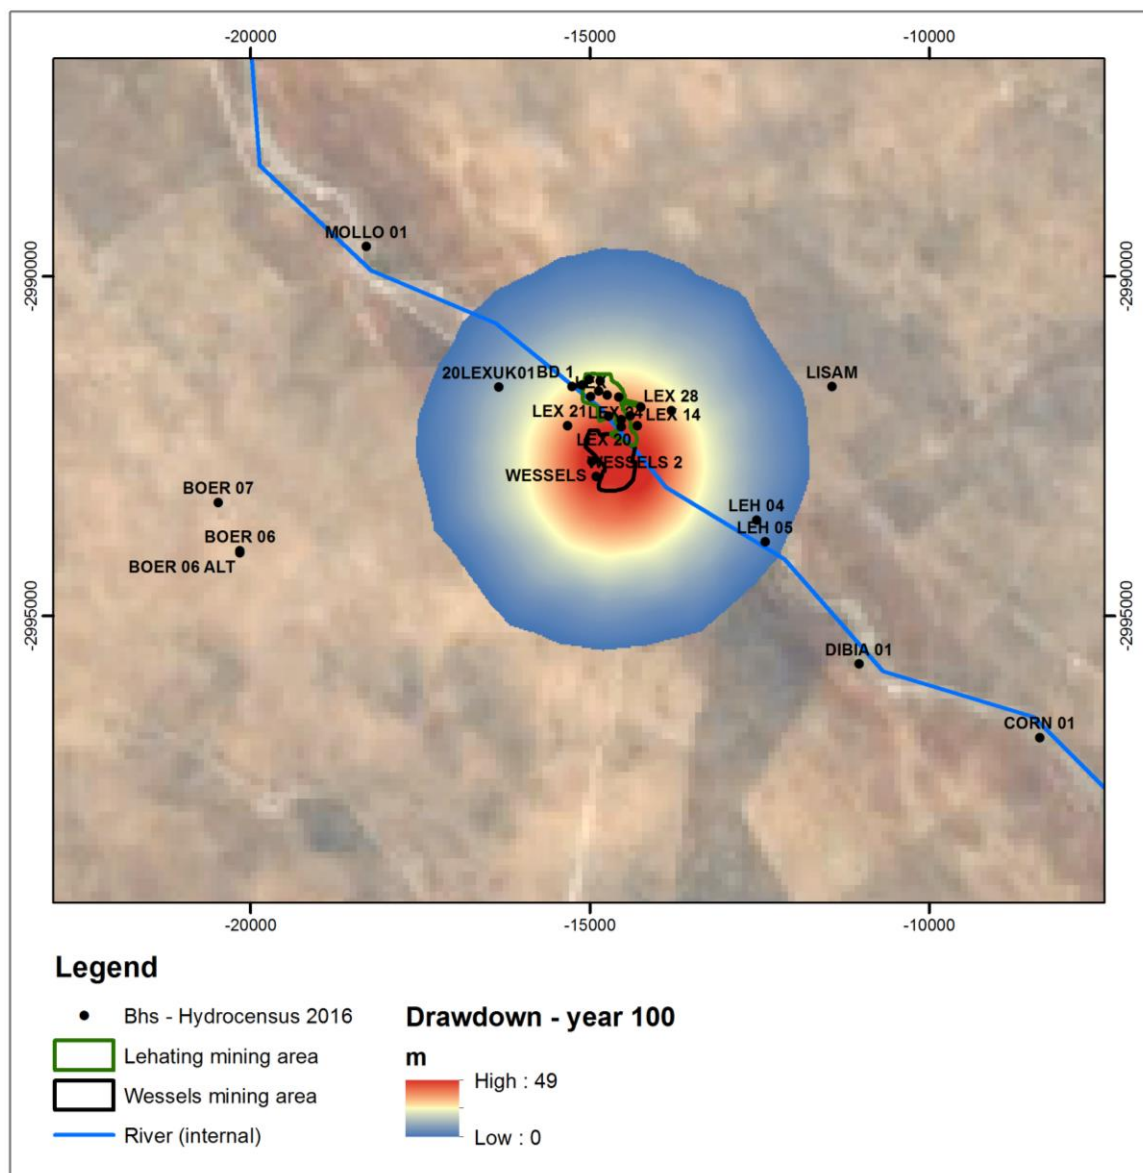 -20000
-15000
-10000
-2990000
-2990000
MOLLO 01
20LEXUK01
BD 1
LEX
LISAM
LEX 28
LEX 21
LEX 14
LEX 20
WESSELS 2
WESSELS
BOER 07
LEH 04
LEH 05
BOER 06
BOER 06 ALT
-2995000
-2995000
DIBIA 01
CORN 01
-20000
-15000
-10000
Legend
Bhs - Hydrocensus 2016
Lehating mining area
Wessels mining area
River (internal)
Drawdown - year 100
m
High : 49
Low : 0